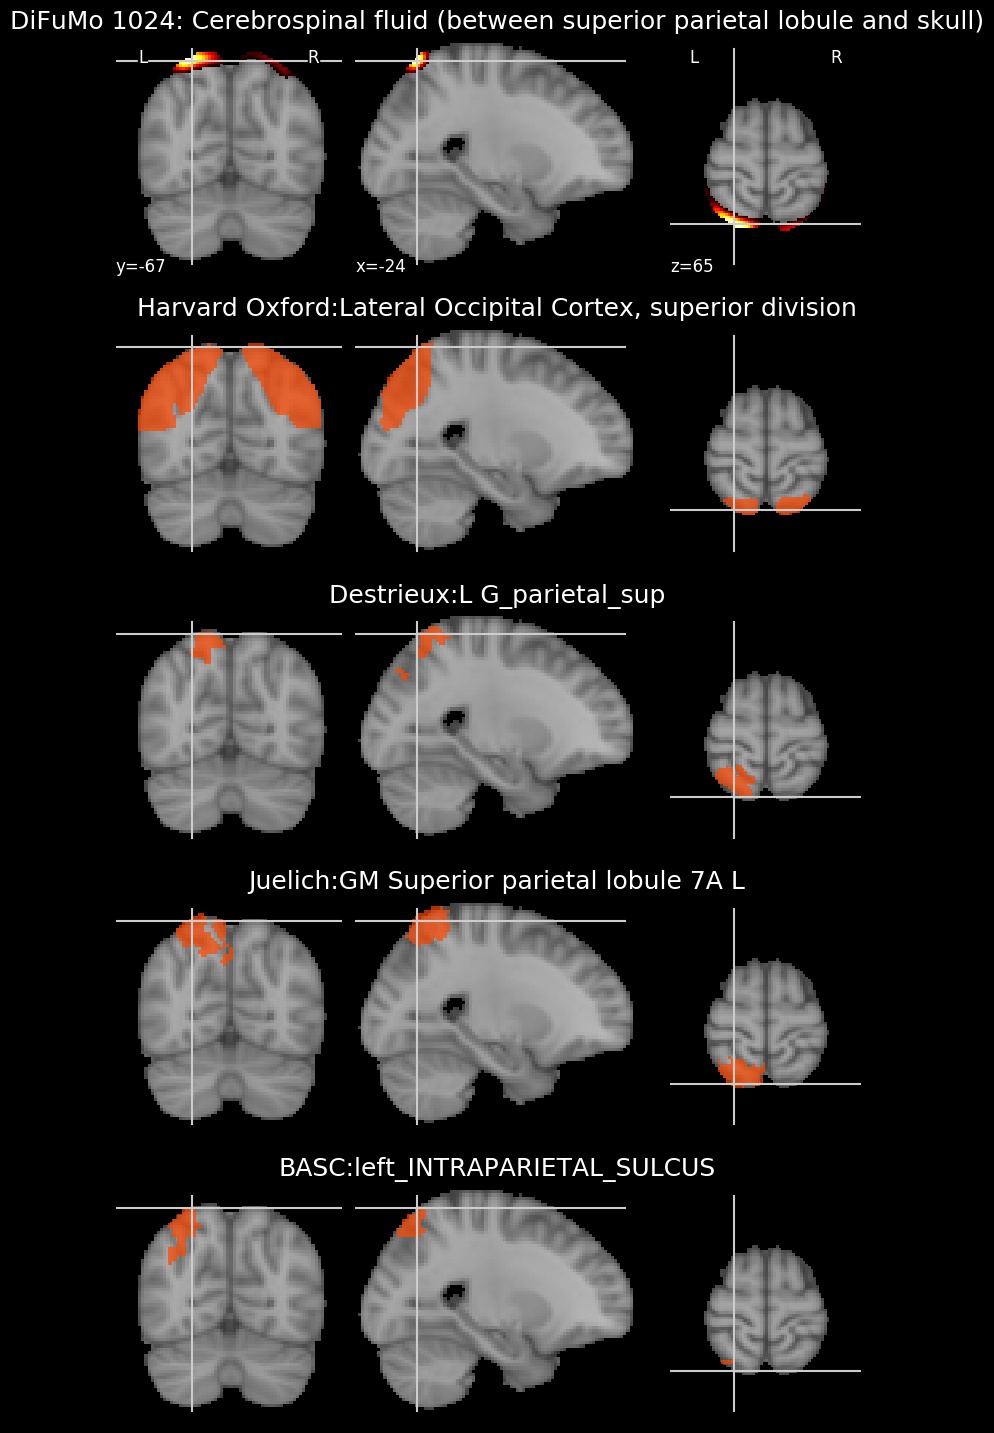 DiFuMo 1024: Cerebrospinal fluid (between superior parietal lobule and skull)
L R L R
y=-67 x=-24 z=65
Harvard Oxford:Lateral Occipital Cortex, superior division
Destrieux:L G_parietal_sup
Juelich:GM Superior parietal lobule 7A L
BASC:left_INTRAPARIETAL_SULCUS